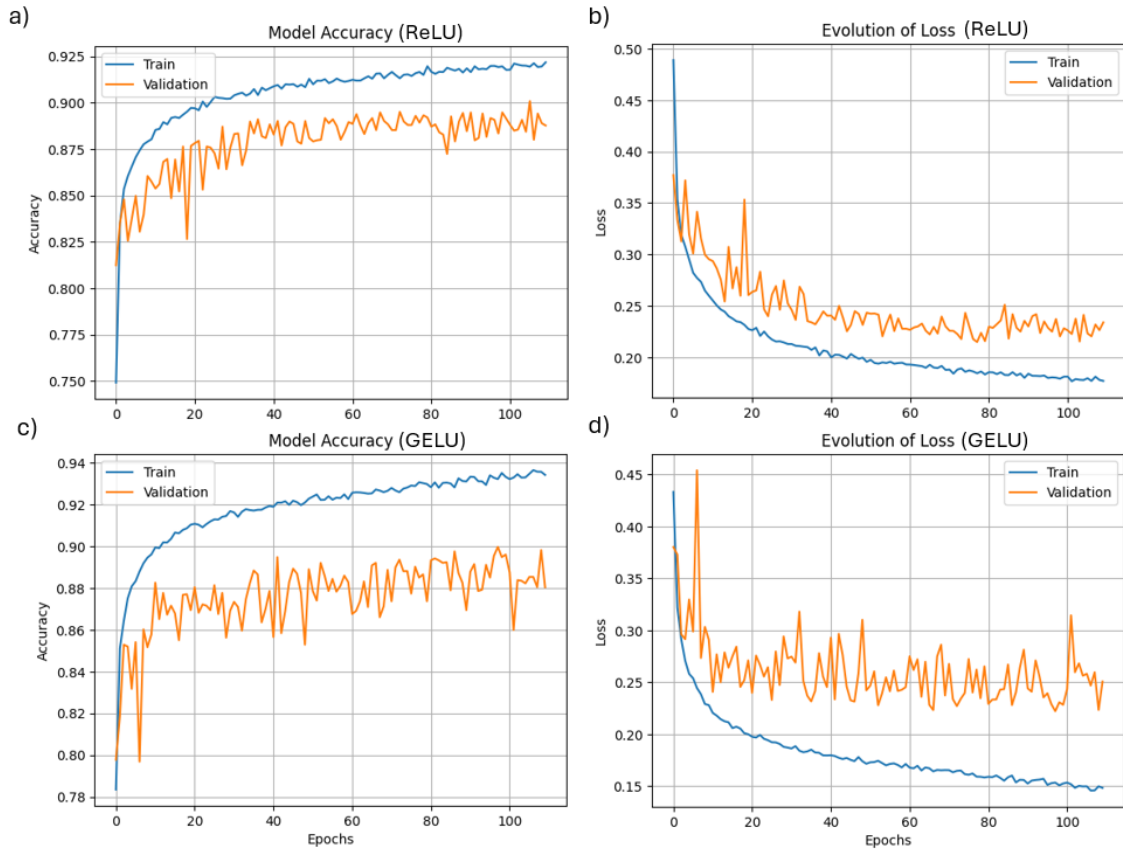 a)
Model Accuracy (ReLU)
Train
Validation
0.925
0.900
0.875
0.850
0.825
0.800
0.775
0.750
Accuracy
0
20
40
60
80
100
b)
Evolution of Loss (ReLU)
Train
Validation
0.50
0.45
0.40
0.35
0.30
0.25
0.20
Loss
0
20
40
60
80
100
c)
Model Accuracy (GELU)
Train
Validation
0.94
0.92
0.90
0.88
0.86
0.84
0.82
0.80
0.78
Accuracy
0
20
40
60
80
100
Epochs
d)
Evolution of Loss (GELU)
Train
Validation
0.45
0.40
0.35
0.30
0.25
0.20
0.15
Loss
0
20
40
60
80
100
Epochs